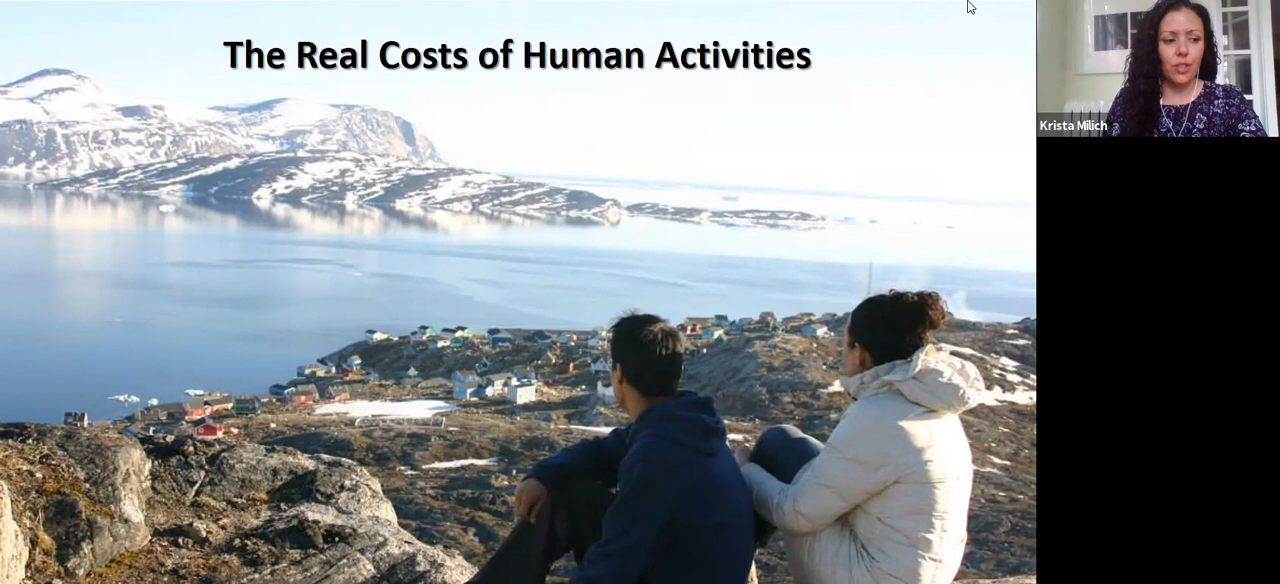 The Real Costs of Human Activities
Krista Milich